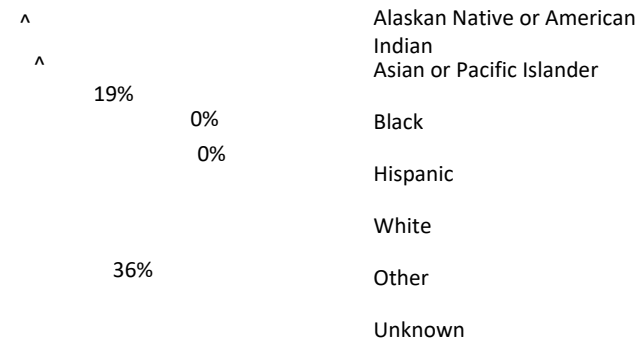 ^
Alaskan Native or American
Indian
^
Asian or Pacific Islander
19%
0%
Black
0%
Hispanic
White
36%
Other
Unknown